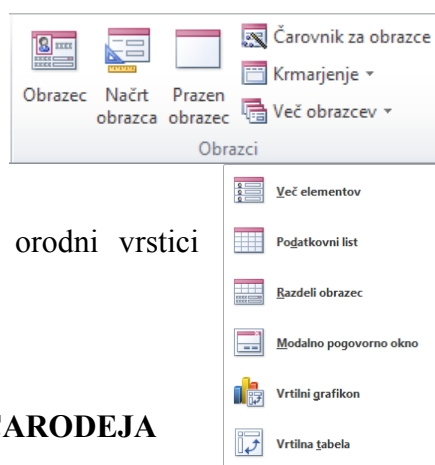 Čarovnik za obrazce
Krmarjenje
Več obrazcev
Obrazec
Načrt obrazca
Prazen obrazec
Obrazci
Več elementov
Podatkovni list
Razdeli obrazec
Modalno pogovorno okno
Vrtilni grafikon
Vrtilna tabela
orodni vrstici
ČARODEJA